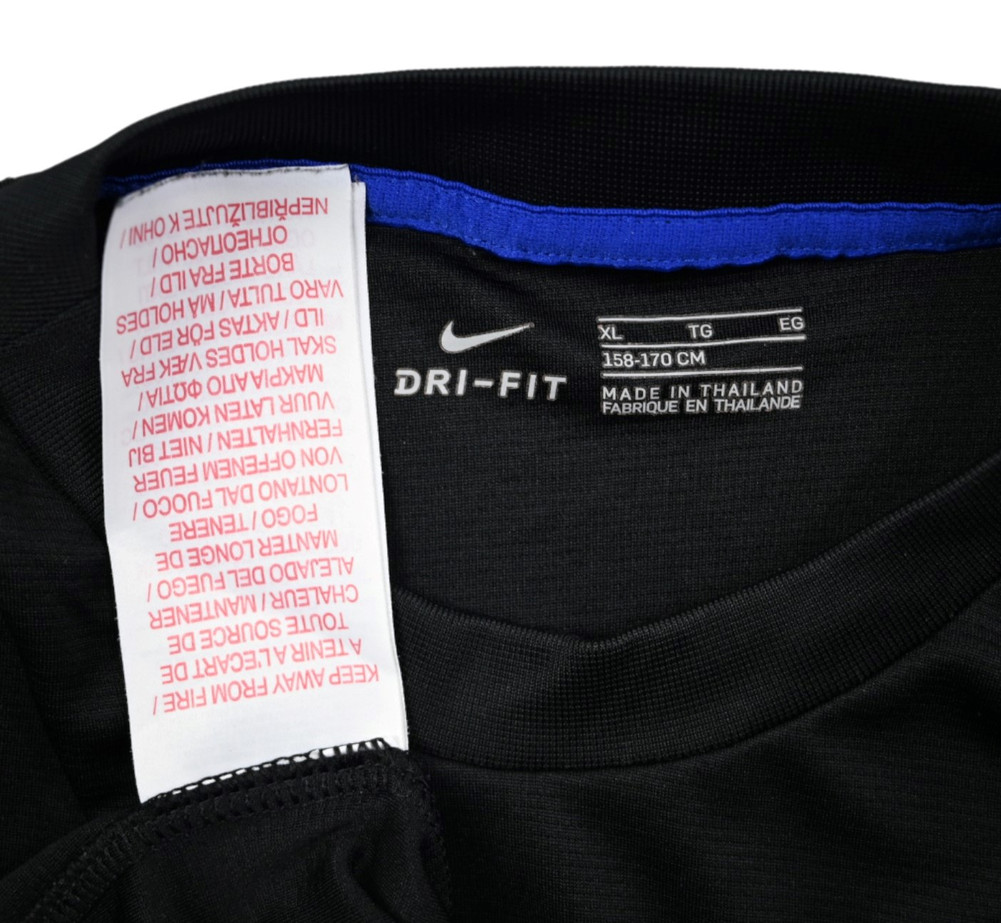 KEEP AWAY FROM FIRE /
A TENIR A L'ECART DE
TOUTE SOURCE DE
CHALEUR / MANTENER
ALEJADO DEL FUEGO /
MANTER LONGE DE
FOGO / TENERE
LONTANO DAL FUOCO /
VON OFFENEM FEUER
FERNHALTEN / NIET BIJ
VUUR LATEN KOMEN /
ΜΑΚΡΙΑ ΑΠΟ ΦΩΤΙΑ /
SKAL HOLDES VÆK FRA
ILD / AKTAS FÖR ELD /
VARO TULTA / MÅ HOLDES
BORTE FRA ILD /
ОГНЕОПАСНО /
NEPŘIBLIŽUJTE K OHNI /
DRI-FIT
XL TG EG
158-170 CM
MADE IN THAILAND
FABRIQUE EN THAILANDE